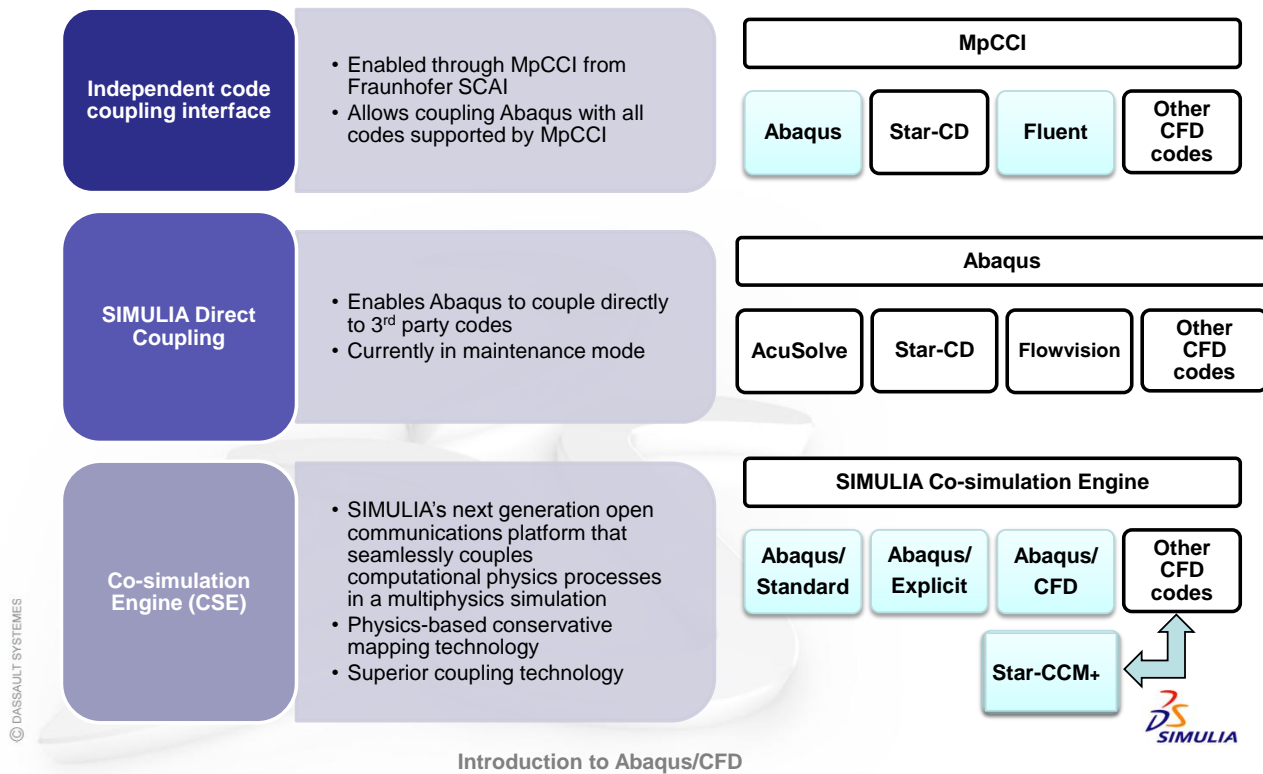 Independent code
coupling interface
• Enabled through MpCCI from
Fraunhofer SCAI
• Allows coupling Abaqus with all
codes supported by MpCCI
MpCCI
Abaqus
Star-CD
Fluent
Other
CFD
codes
SIMULIA Direct
Coupling
• Enables Abaqus to couple directly
to 3rd party codes
• Currently in maintenance mode
Abaqus
AcuSolve
Star-CD
Flowvision
Other
CFD
codes
Co-simulation
Engine (CSE)
• SIMULIA's next generation open
communications platform that
seamlessly couples
computational physics processes
in a multiphysics simulation
• Physics-based conservative
mapping technology
• Superior coupling technology
SIMULIA Co-simulation Engine
Abaqus/
Standard
Abaqus/
Explicit
Abaqus/
CFD
Other
CFD
codes
Star-CCM+
© DASSAULT SYSTEMES
SIMULIA
Introduction to Abaqus/CFD